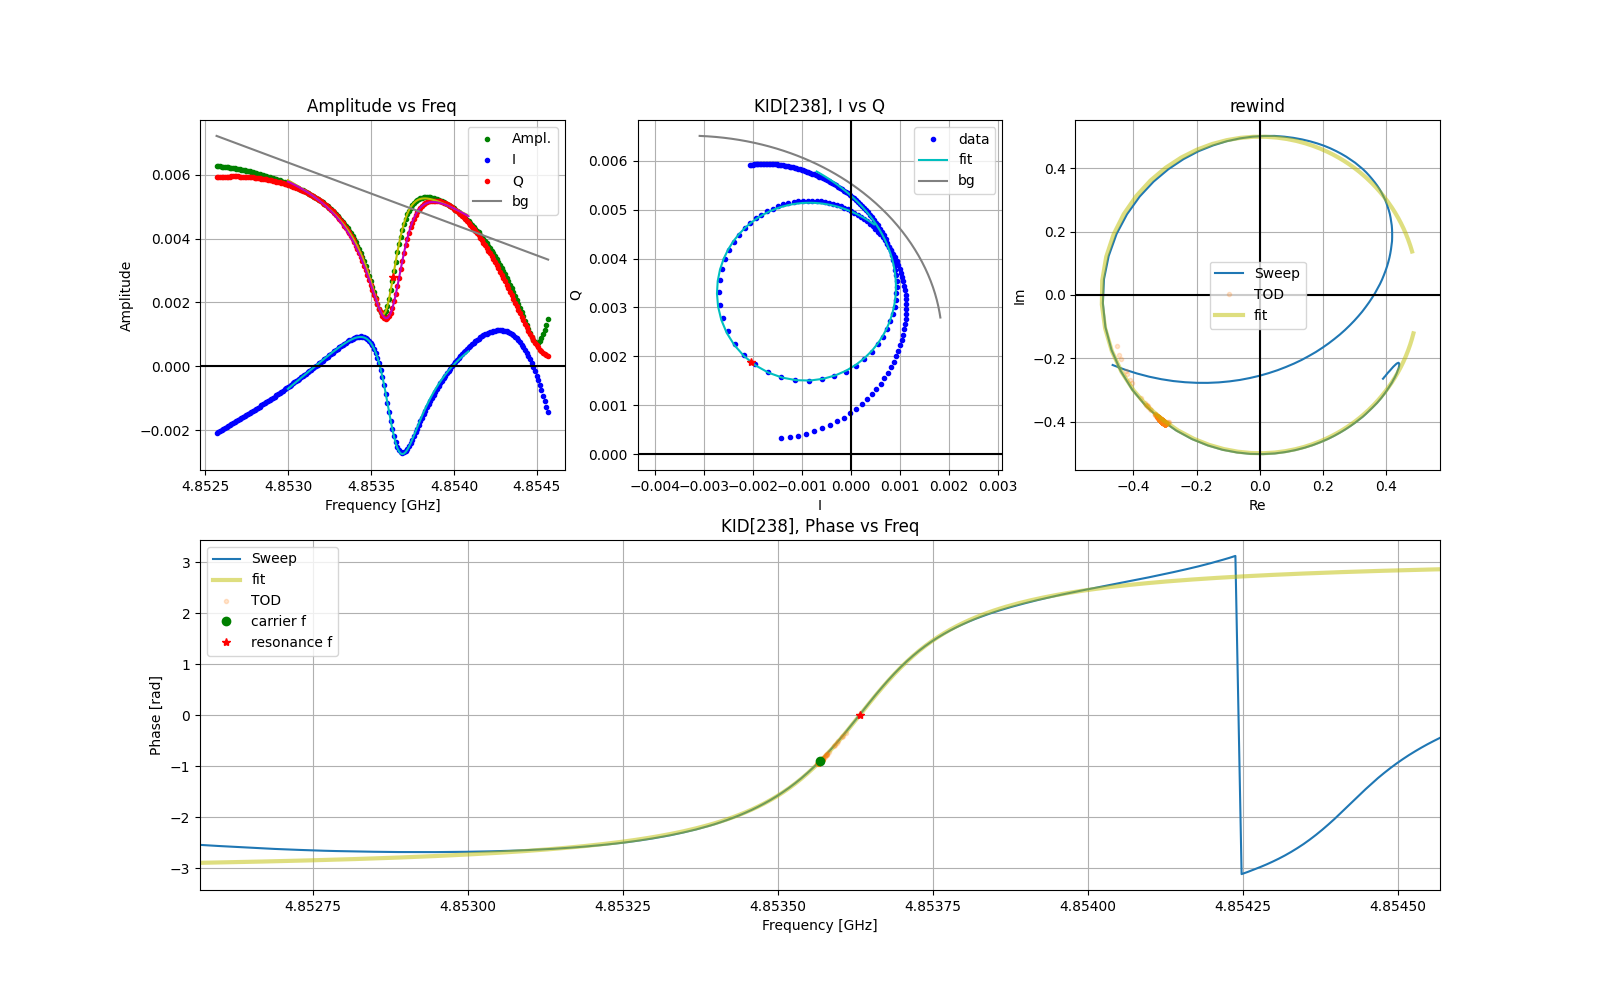 Amplitude vs Freq
Amplitude
0.006
0.004
0.002
0.000
−0.002
4.8525
4.8530
4.8535
4.8540
4.8545
Frequency [GHz]
Ampl.
I
Q
bg
KID[238], I vs Q
Q
0.006
0.005
0.004
0.003
0.002
0.001
0.000
−0.004
−0.003
−0.002
−0.001
0.000
0.001
0.002
0.003
I
data
fit
bg
rewind
Im
0.4
0.2
0.0
−0.2
−0.4
−0.4
−0.2
0.0
0.2
0.4
Re
Sweep
TOD
fit
KID[238], Phase vs Freq
Phase [rad]
3
2
1
0
−1
−2
−3
4.85275
4.85300
4.85325
4.85350
4.85375
4.85400
4.85425
4.85450
Frequency [GHz]
Sweep
fit
TOD
carrier f
resonance f